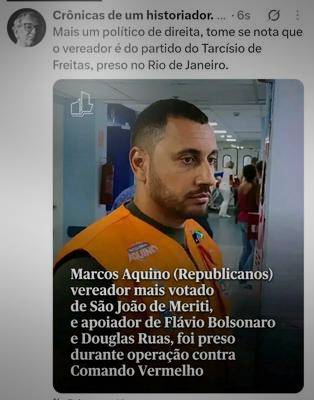 Crônicas de um historiador. ... · 6s
Mais um político de direita, tome se nota que
o vereador é do partido do Tarcísio de
Freitas, preso no Rio de Janeiro.
AQUINO
Marcos Aquino (Republicanos)
vereador mais votado
de São João de Meriti,
e apoiador de Flávio Bolsonaro
e Douglas Ruas, foi preso
durante operação contra
Comando Vermelho